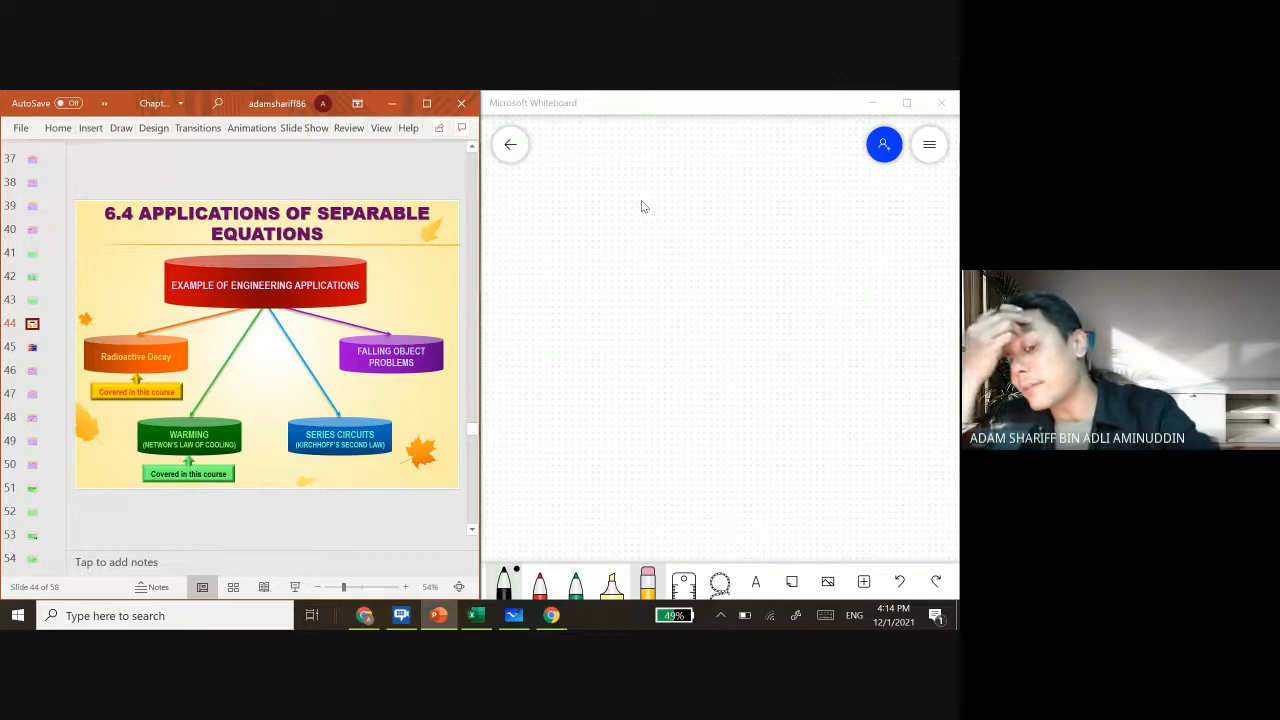 AutoSave Off » Chapt... adamshariff86 A
File Home Insert Draw Design Transitions Animations Slide Show Review View Help
37
38
39
40
41
42
43
44
45
46
47
48
49
50
51
52
53
54
6.4 APPLICATIONS OF SEPARABLE
EQUATIONS
EXAMPLE OF ENGINEERING APPLICATIONS
Radioactive Decay
Covered in this course
FALLING OBJECT
PROBLEMS
WARMING
(NETWON'S LAW OF COOLING)
Covered in this course
SERIES CIRCUITS
(KIRCHHOFF'S SECOND LAW)
Tap to add notes
Slide 44 of 58 Notes 54%
Microsoft Whiteboard
A
ADAM SHARIFF BIN ADLI AMINUDDIN
Type here to search
49%
ENG
4:14 PM
12/1/2021
1